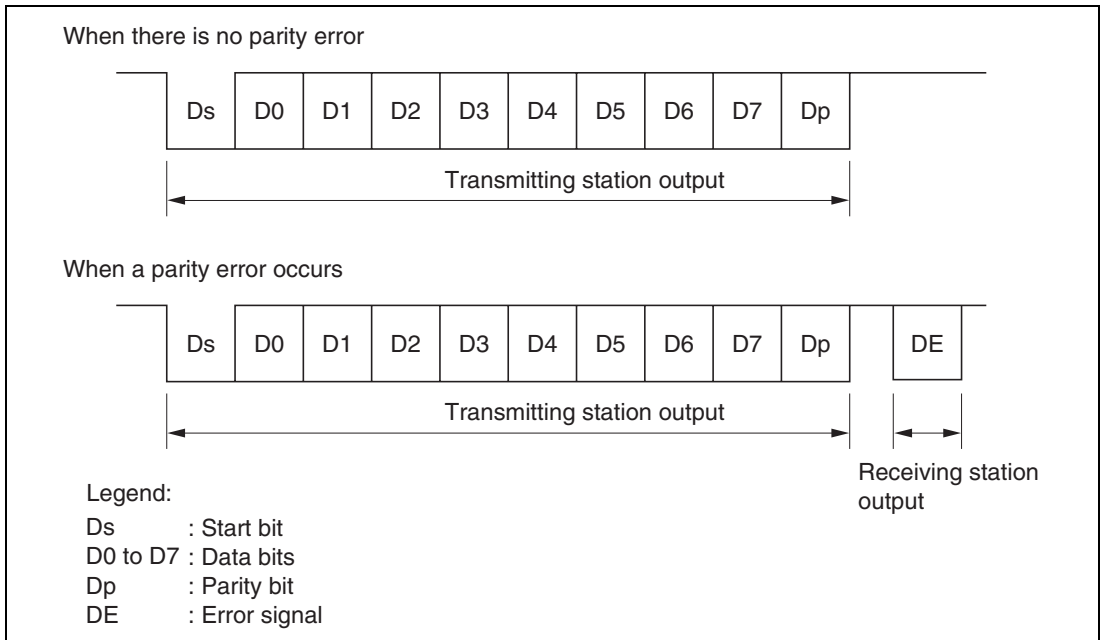 When there is no parity error
Ds D0 D1 D2 D3 D4 D5 D6 D7 Dp
Transmitting station output
When a parity error occurs
Ds D0 D1 D2 D3 D4 D5 D6 D7 Dp DE
Transmitting station output
Receiving station
output
Legend:
Ds : Start bit
D0 to D7 : Data bits
Dp : Parity bit
DE : Error signal